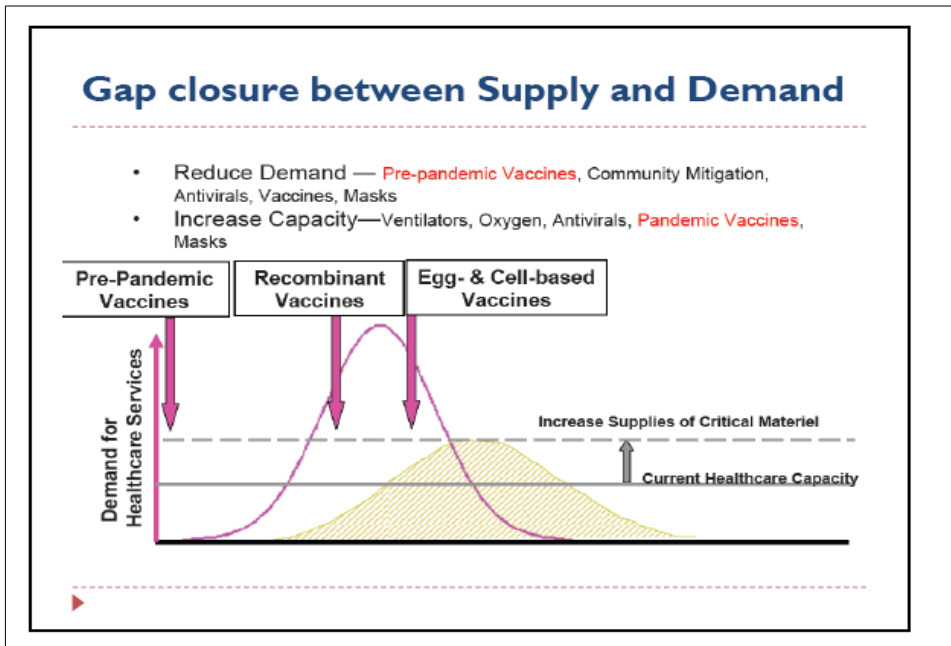 Gap closure between Supply and Demand
• Reduce Demand — Pre-pandemic Vaccines, Community Mitigation,
Antivirals, Vaccines, Masks
• Increase Capacity—Ventilators, Oxygen, Antivirals, Pandemic Vaccines,
Masks
Pre-Pandemic
Vaccines
Recombinant
Vaccines
Egg- & Cell-based
Vaccines
Demand for
Healthcare Services
Increase Supplies of Critical Materiel
Current Healthcare Capacity